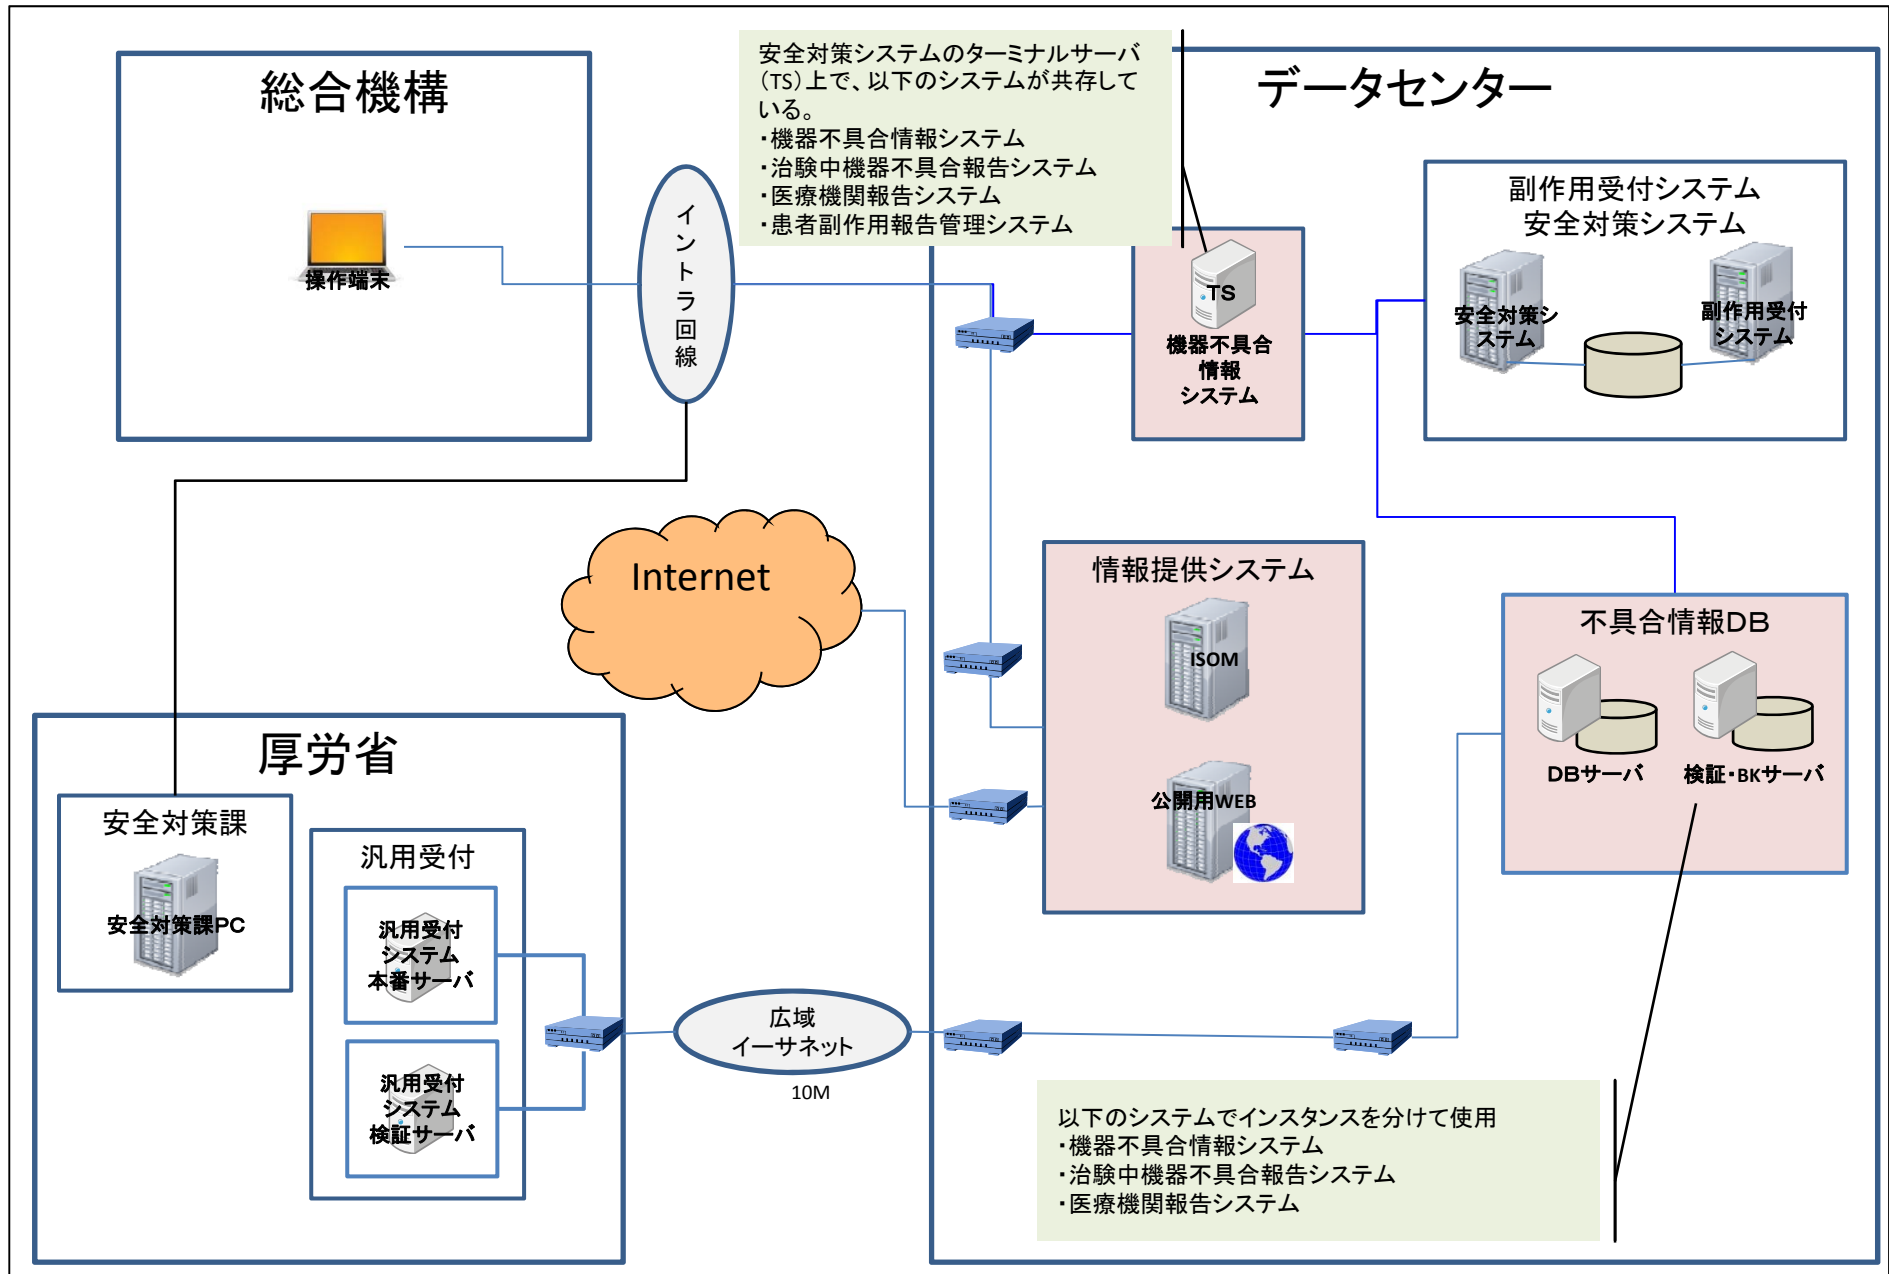 総合機構
操作端末
イントラ回線
安全対策システムのターミナルサーバ
(TS)上で、以下のシステムが共存して
いる。
・機器不具合情報システム
・治験中機器不具合報告システム
・医療機関報告システム
・患者副作用報告管理システム
データセンター
TS
機器不具合
情報
システム
副作用受付システム
安全対策システム
安全対策シ
ステム
副作用受付
システム
Internet
情報提供システム
ISOM
公開用WEB
不具合情報DB
DBサーバ
検証・BKサーバ
厚労省
安全対策課
安全対策課PC
汎用受付
汎用受付
システム
本番サーバ
汎用受付
システム
検証サーバ
広域
イーサネット
10M
以下のシステムでインスタンスを分けて使用
・機器不具合情報システム
・治験中機器不具合報告システム
・医療機関報告システム